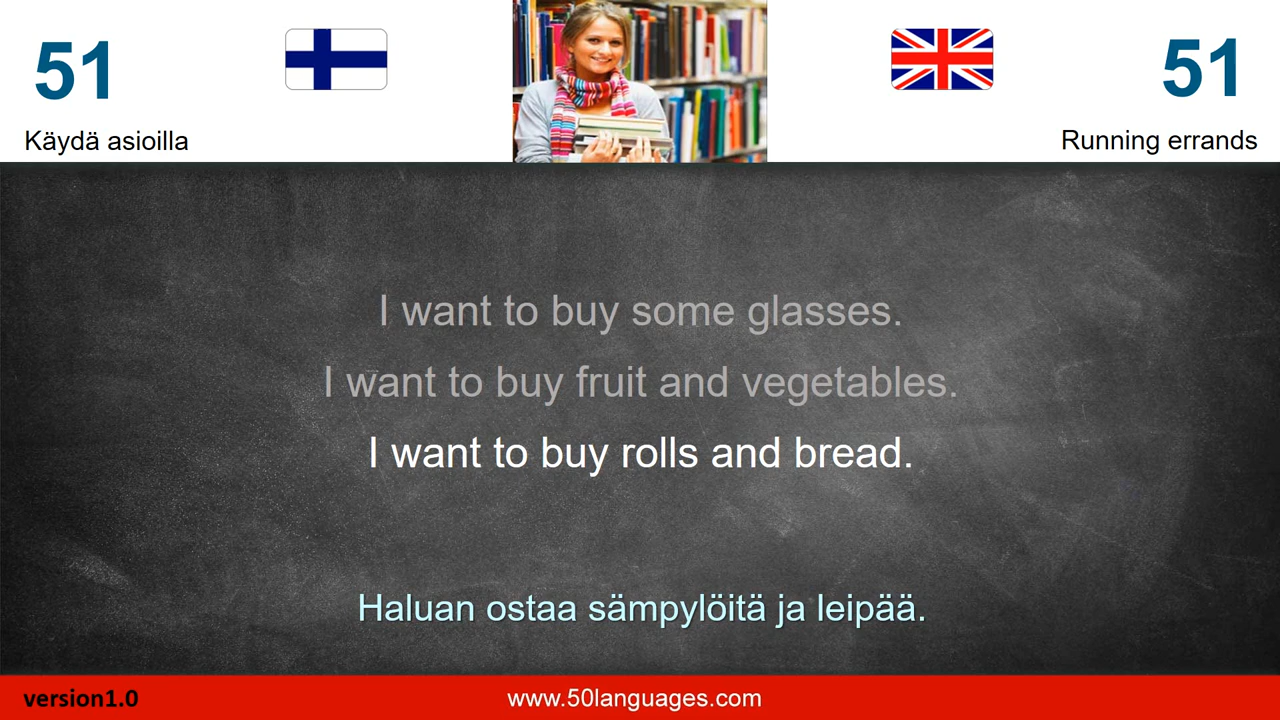 51
51
Käydä asioilla
Running errands
I want to buy some glasses.
I want to buy fruit and vegetables.
I want to buy rolls and bread.
Haluan ostaa sämpylöitä ja leipää.
version1.0
www.50languages.com